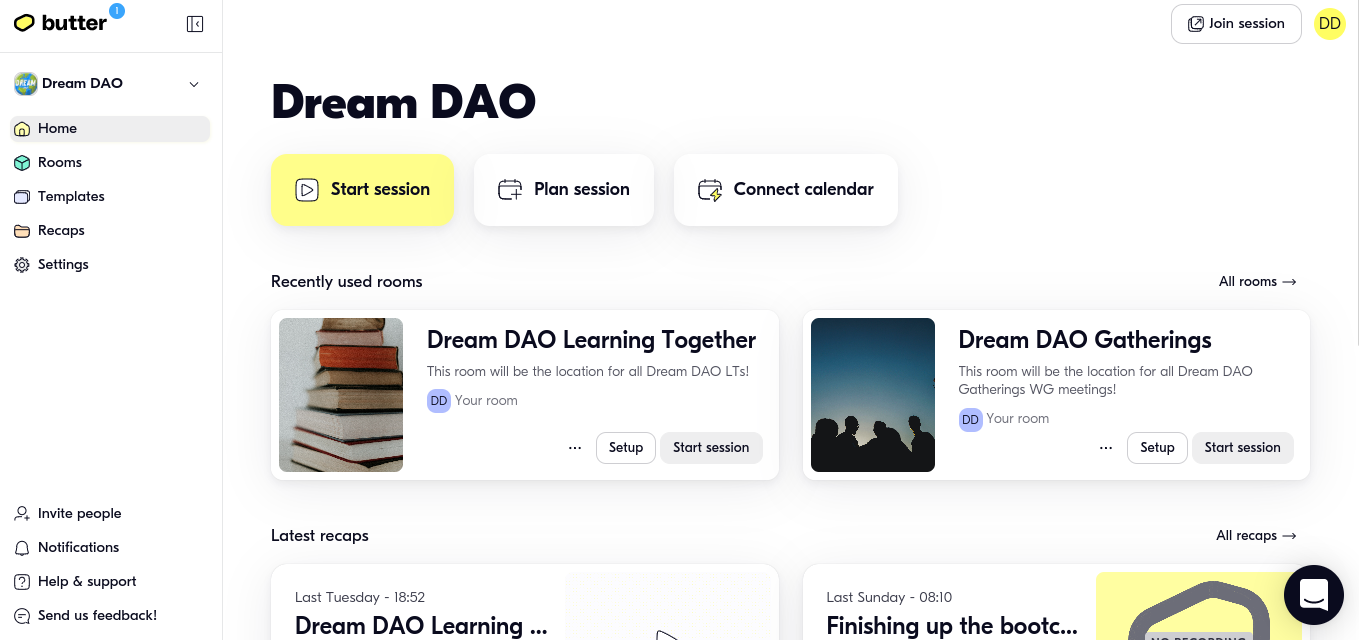 butter
1
Join session
DD
Dream DAO
Home
Rooms
Templates
Recaps
Settings
Invite people
Notifications
Help & support
Send us feedback!
Dream DAO
Start session
Plan session
Connect calendar
Recently used rooms
All rooms →
DREAM
Dream DAO Learning Together
This room will be the location for all Dream DAO LTs!
DD Your room
... Setup Start session
Dream DAO Gatherings
This room will be the location for all Dream DAO
Gatherings WG meetings!
DD Your room
... Setup Start session
Latest recaps
All recaps →
Last Tuesday - 18:52
Dream DAO Learning ...
Last Sunday - 08:10
Finishing up the bootc...
NO RECORDING